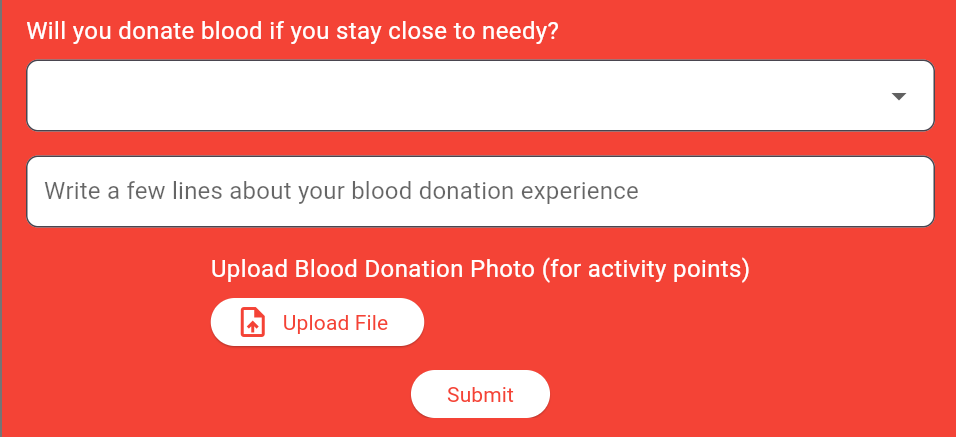 Will you donate blood if you stay close to needy?
Write a few lines about your blood donation experience
Upload Blood Donation Photo (for activity points)
Upload File
Submit